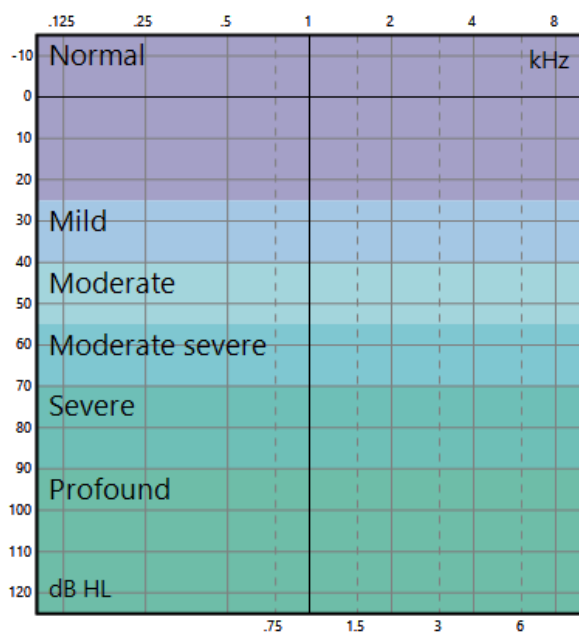 .125 .25 .5 1 2 4 8
-10 Normal kHz
0
10
20
30 Mild
40
Moderate
50
60 Moderate severe
70
Severe
80
90
Profound
100
110
120 dB HL
.75 1.5 3 6